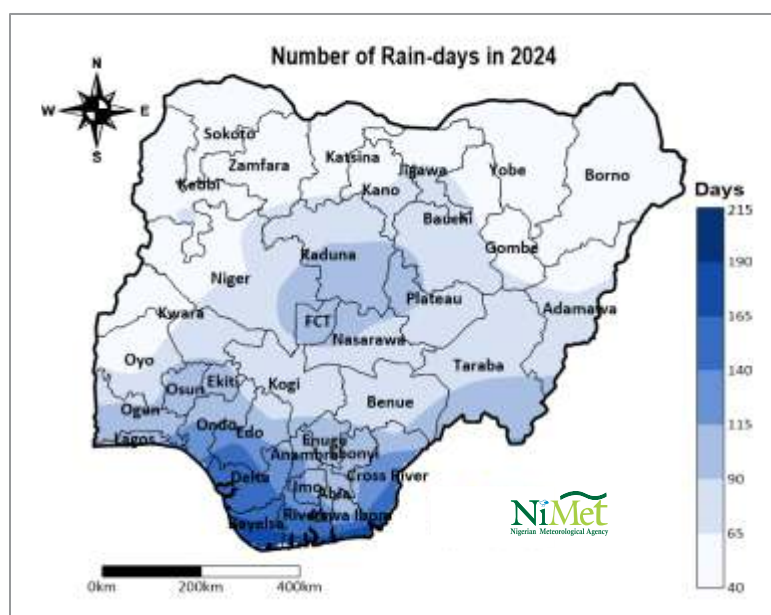 Number of Rain-days in 2024
N
W
E
S
Sokoto
Zamfara
Katsina
Jigawa
Yobe
Borno
Kebbi
Kano
Days
215
Bauchi
Gombe
Kaduna
190
Niger
Plateau
Adamawa
165
Kwara
FCT
Nasarawa
Oyo
Taraba
140
Osun
Ekiti
Kogi
Benue
Ogun
115
Lagos
Ondo
Edo
Enugu
Anambra
Ebonyi
90
Delta
Imo
Abia
Cross River
Bayelsa
Rivers
Akwa Ibom
NiMet
Nigerian Meteorological Agency
65
0km
200km
400km
40